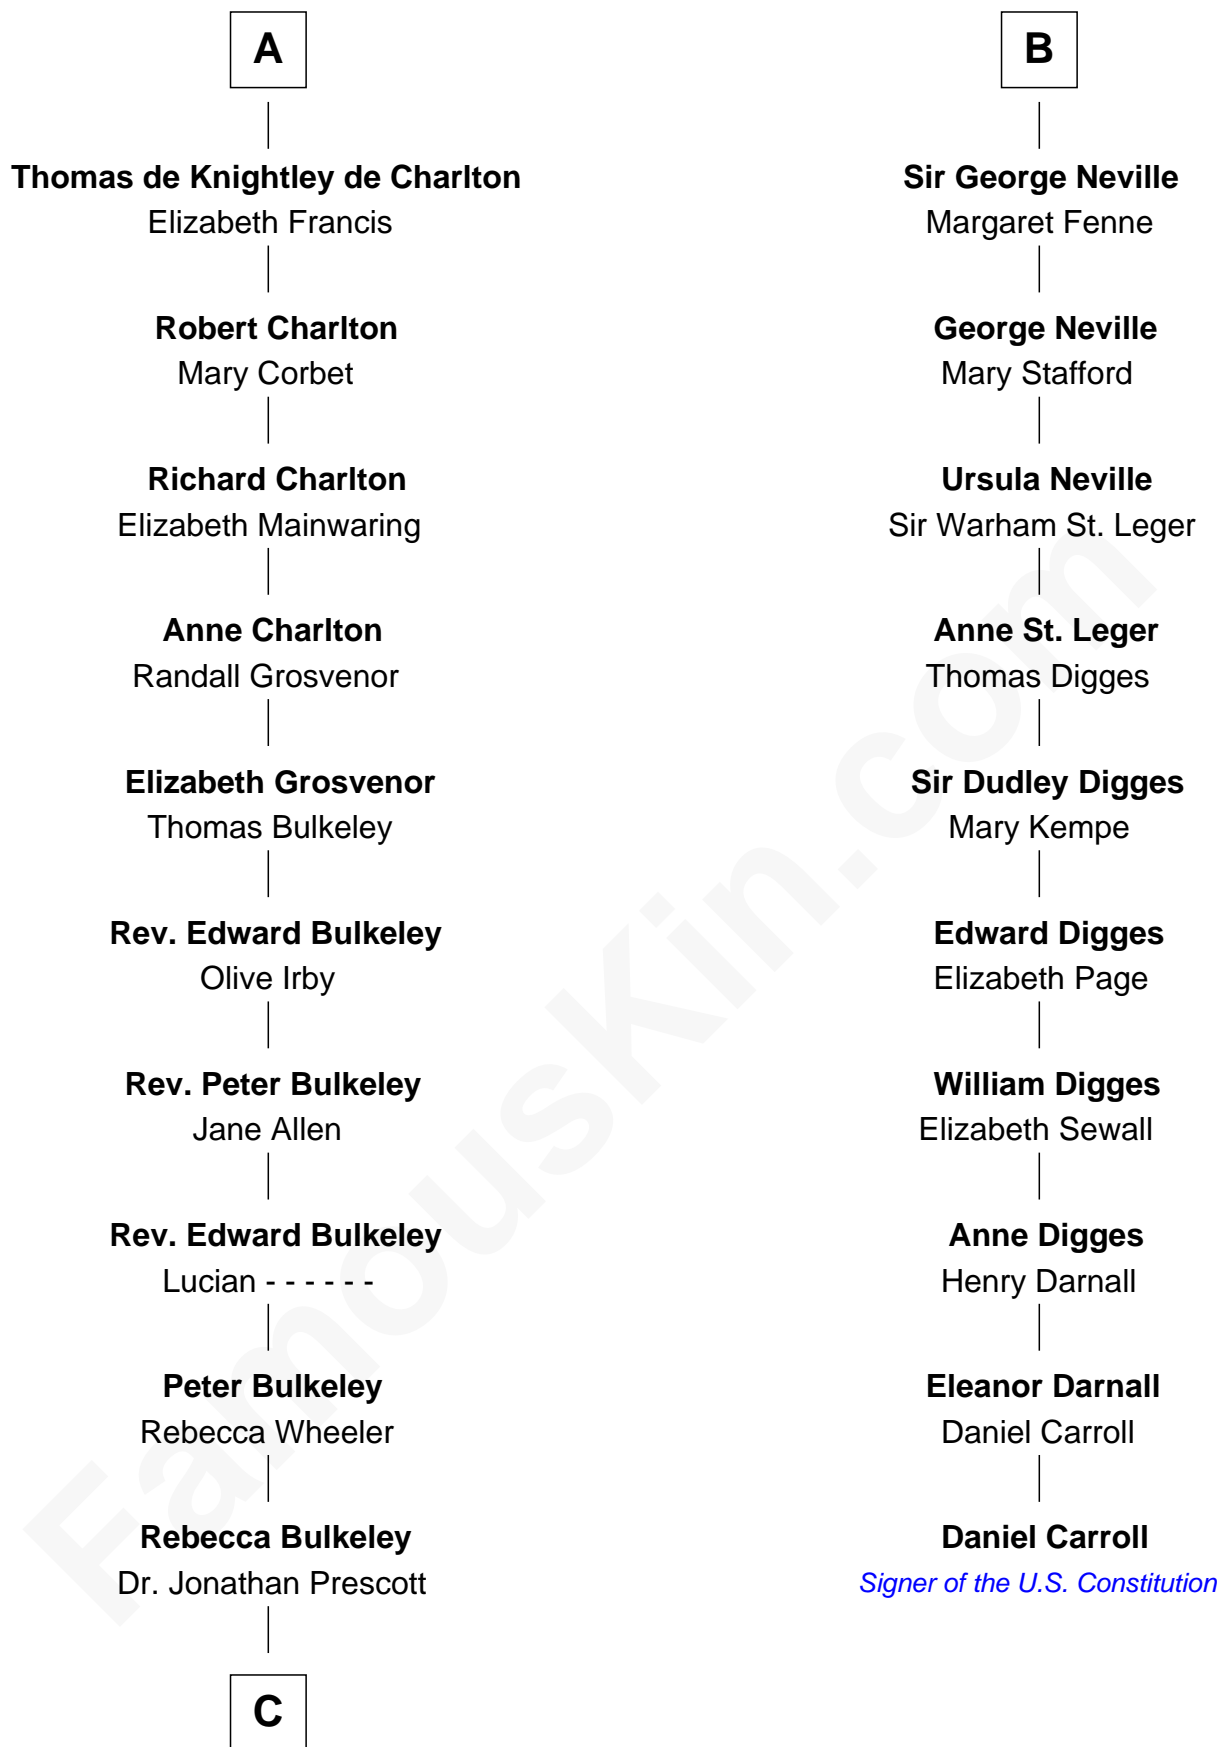 A
Thomas de Knightley de Charlton
Elizabeth Francis
Robert Charlton
Mary Corbet
Richard Charlton
Elizabeth Mainwaring
Anne Charlton
Randall Grosvenor
Elizabeth Grosvenor
Thomas Bulkeley
Rev. Edward Bulkeley
Olive Irby
Rev. Peter Bulkeley
Jane Allen
Rev. Edward Bulkeley
Lucian - - - - - -
Peter Bulkeley
Rebecca Wheeler
Rebecca Bulkeley
Dr. Jonathan Prescott
C
B
Sir George Neville
Margaret Fenne
George Neville
Mary Stafford
Ursula Neville
Sir Warham St. Leger
Anne St. Leger
Thomas Digges
Sir Dudley Digges
Mary Kempe
Edward Digges
Elizabeth Page
William Digges
Elizabeth Sewall
Anne Digges
Henry Darnall
Eleanor Darnall
Daniel Carroll
Daniel Carroll
Signer of the U.S. Constitution
FamousKin.com